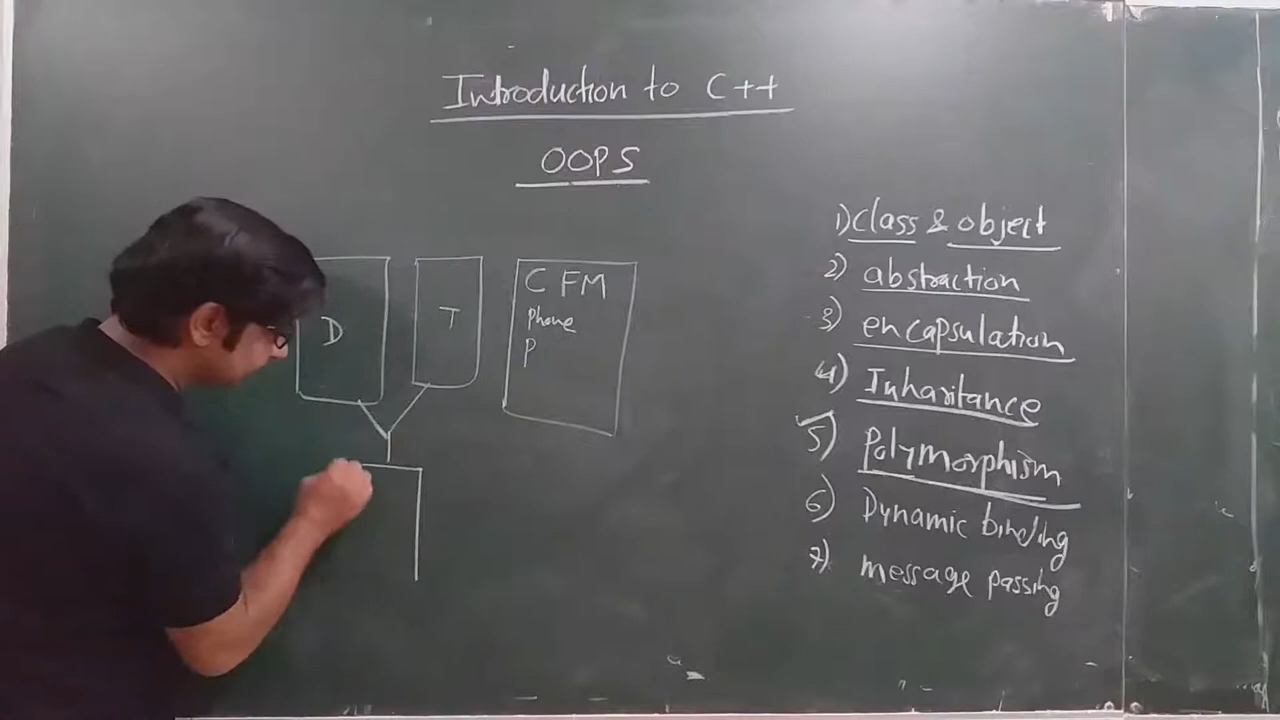 Introduction to C++
OOPS
D
T
C FM
Phone
P
1) class & object
2) abstraction
3) encapsulation
4) Inharitance
5) Polymorphism
6) Dynamic binding
7) message passing